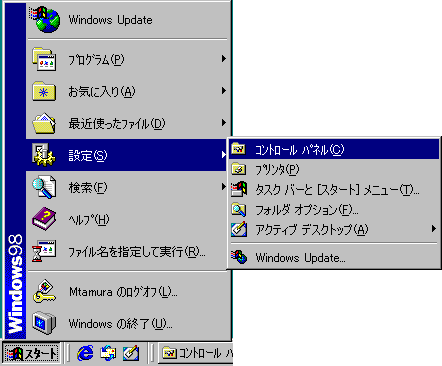 Windows Update
ﾌﾟﾛｸﾞﾗﾑ(P)
お気に入り(A)
最近使ったファイル(D)
設定(S)
検索(F)
ﾍﾙﾌﾟ(H)
ファイル名を指定して実行(R)...
Mtamura のﾛｸﾞｵﾌ(L)...
Windows の終了(U)...
Windows98
スタート
ｺﾝﾄﾛｰﾙ ﾊ
ｺﾝﾄﾛｰﾙ ﾊﾟﾈﾙ(C)
ﾌﾟﾘﾝﾀ(P)
タスク バーと [スタート] メニュー(T)...
フォルダ オプション(F)...
アクティブ デスクトップ(A)
Windows Update...